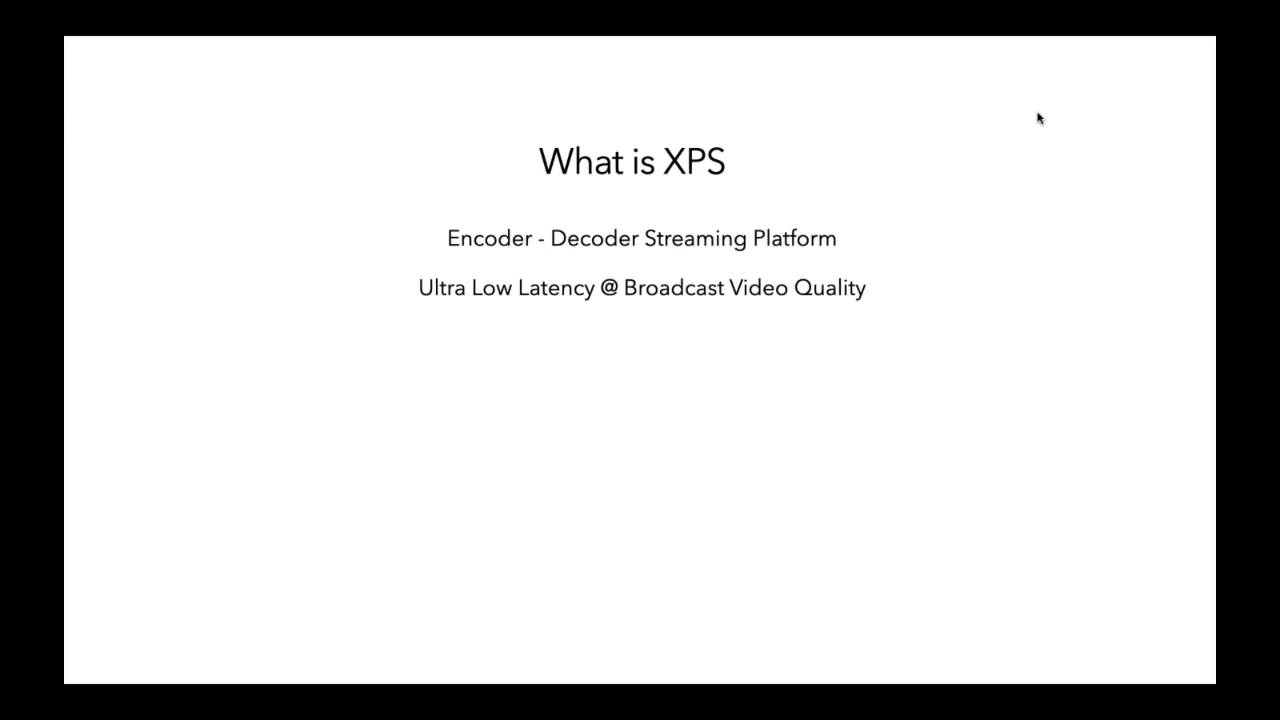 What is XPS
Encoder - Decoder Streaming Platform
Ultra Low Latency @ Broadcast Video Quality